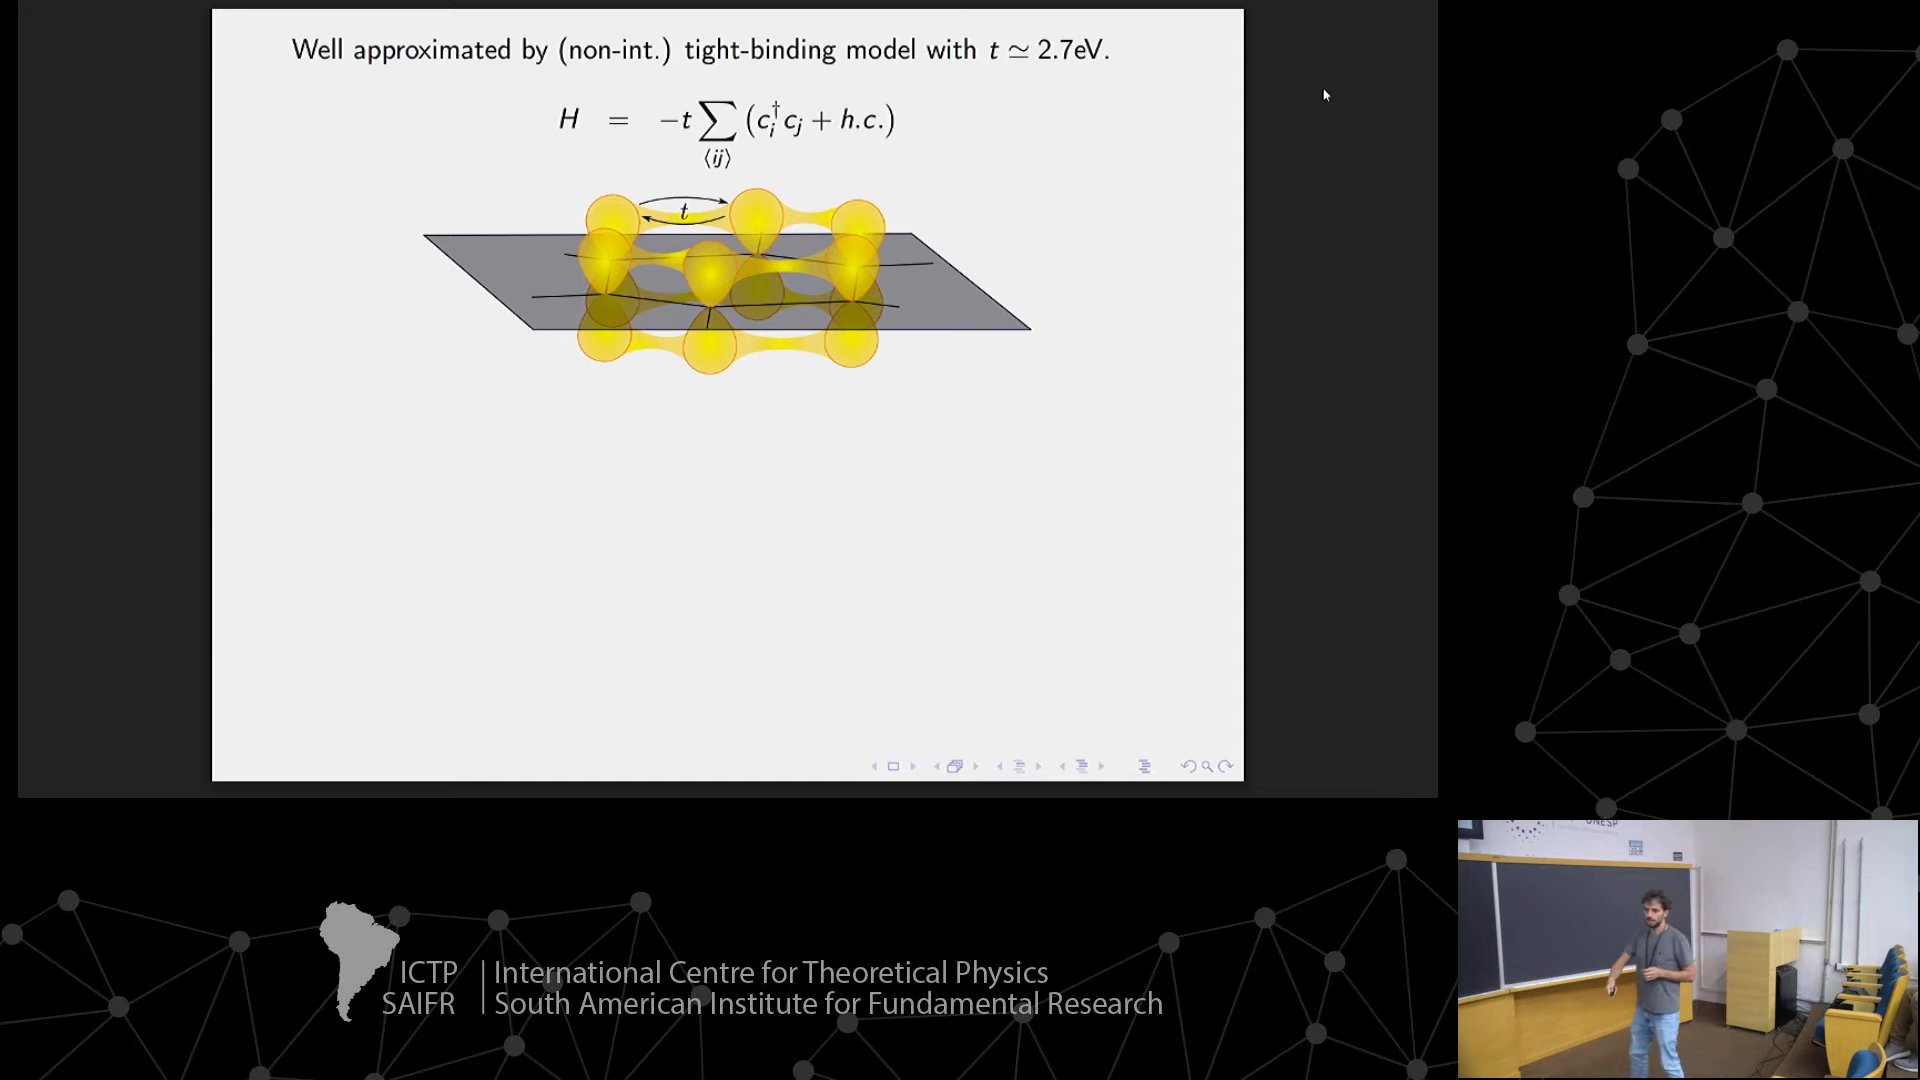 Well approximated by (non-int.) tight-binding model with t ≃ 2.7eV.
H = −t ∑ (c†i cj + h.c.)
⟨ij⟩
t
ICTP | International Centre for Theoretical Physics
SAIFR | South American Institute for Fundamental Research
UNESP